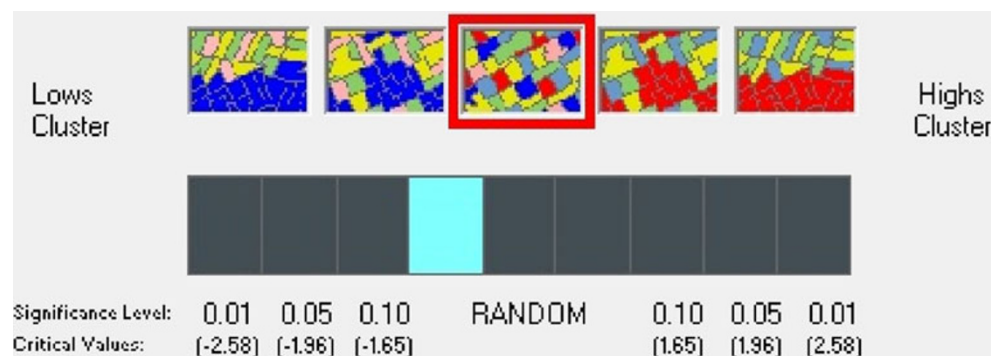 Lows
Cluster
Highs
Cluster
Significance Level: 0.01 0.05 0.10 RANDOM 0.10 0.05 0.01
Critical Values: (-2.58) (-1.96) (-1.65) (1.65) (1.96) (2.58)